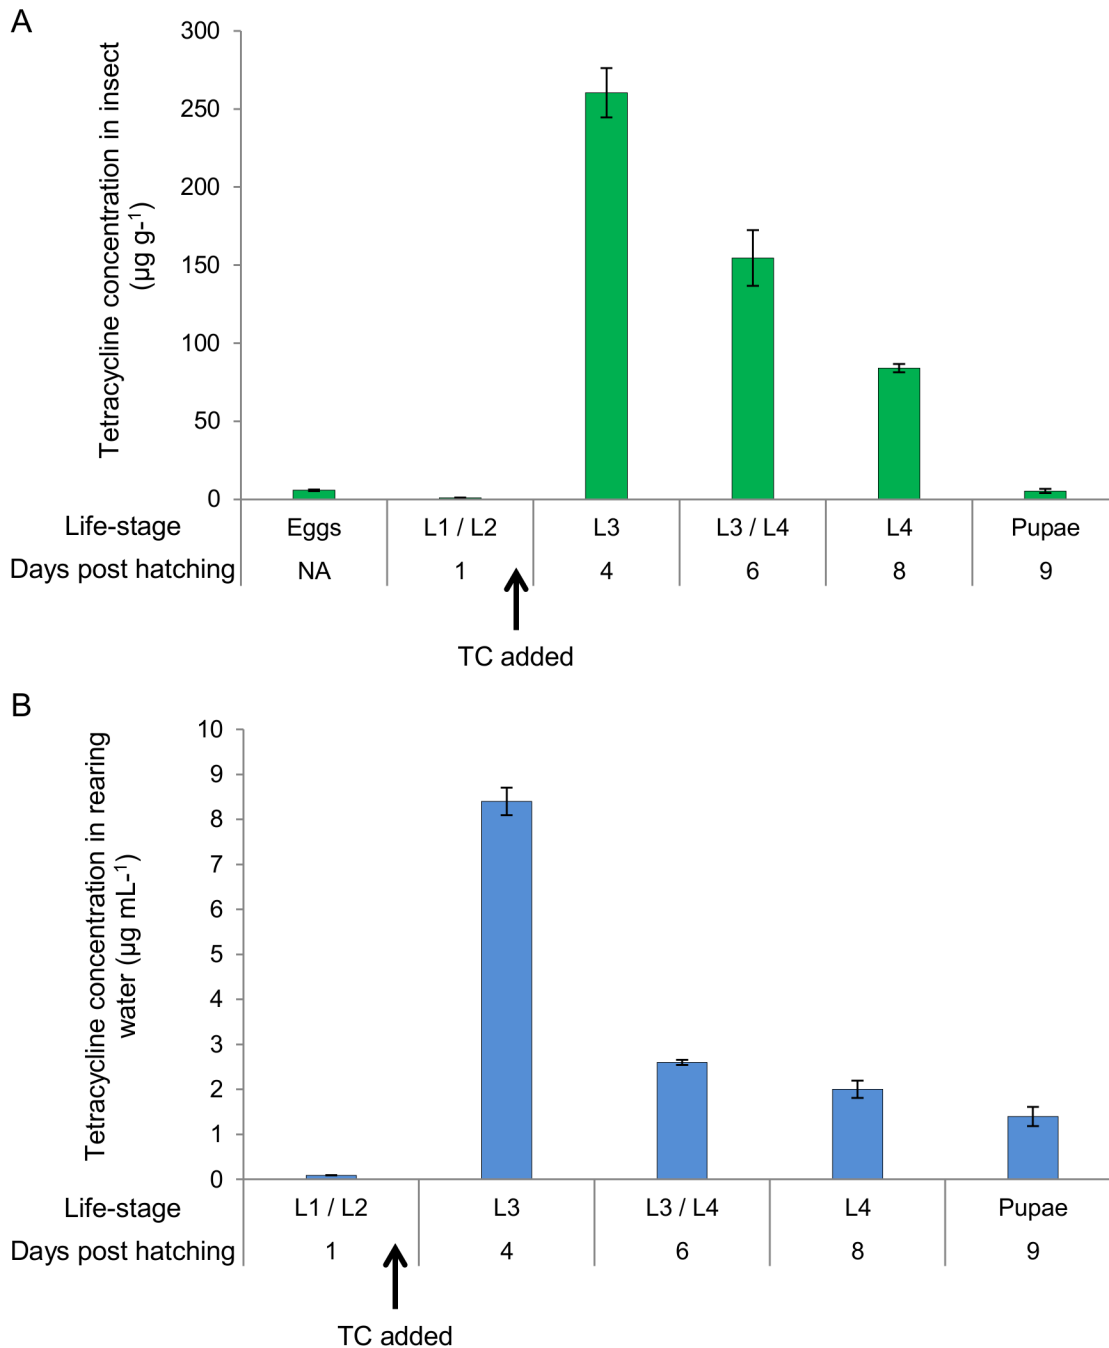 A
Tetracycline concentration in insect
(µg g-¹)
300
250
200
150
100
50
0
Life-stage Eggs L1 / L2 L3 L3 / L4 L4 Pupae
Days post hatching NA 1 4 6 8 9
TC added
B
Tetracycline concentration in rearing
water (µg mL-¹)
10
9
8
7
6
5
4
3
2
1
0
Life-stage L1 / L2 L3 L3 / L4 L4 Pupae
Days post hatching 1 4 6 8 9
TC added